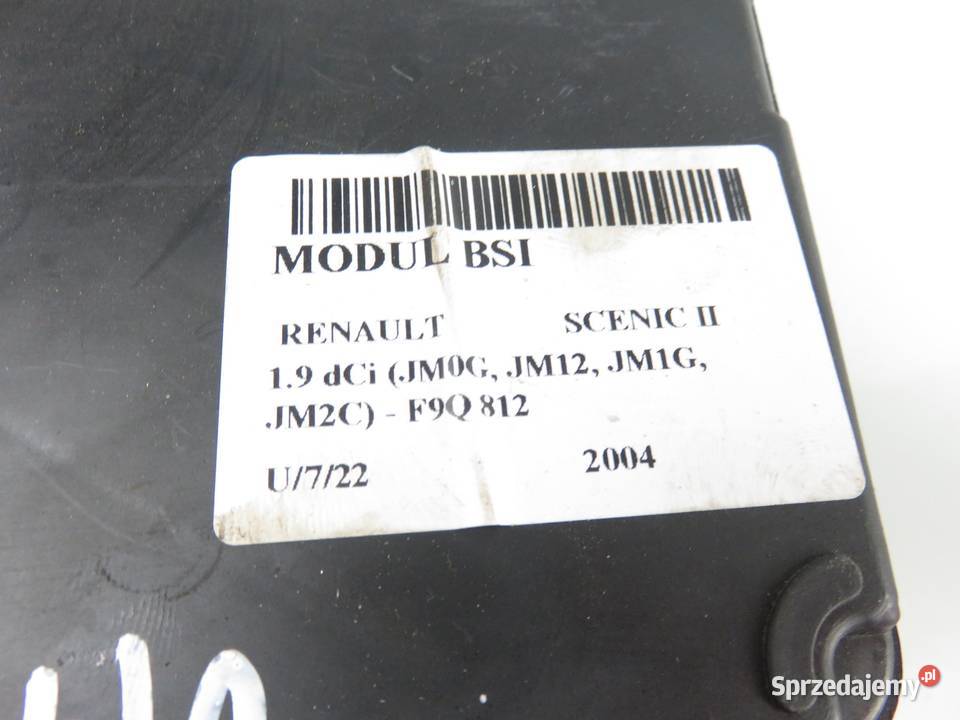 MODUL BSI
RENAULT SCENIC II
1.9 dCi (JM0G, JM12, JM1G,
JM2C) - F9Q 812
U/7/22 2004
Sprzedajemy.pl